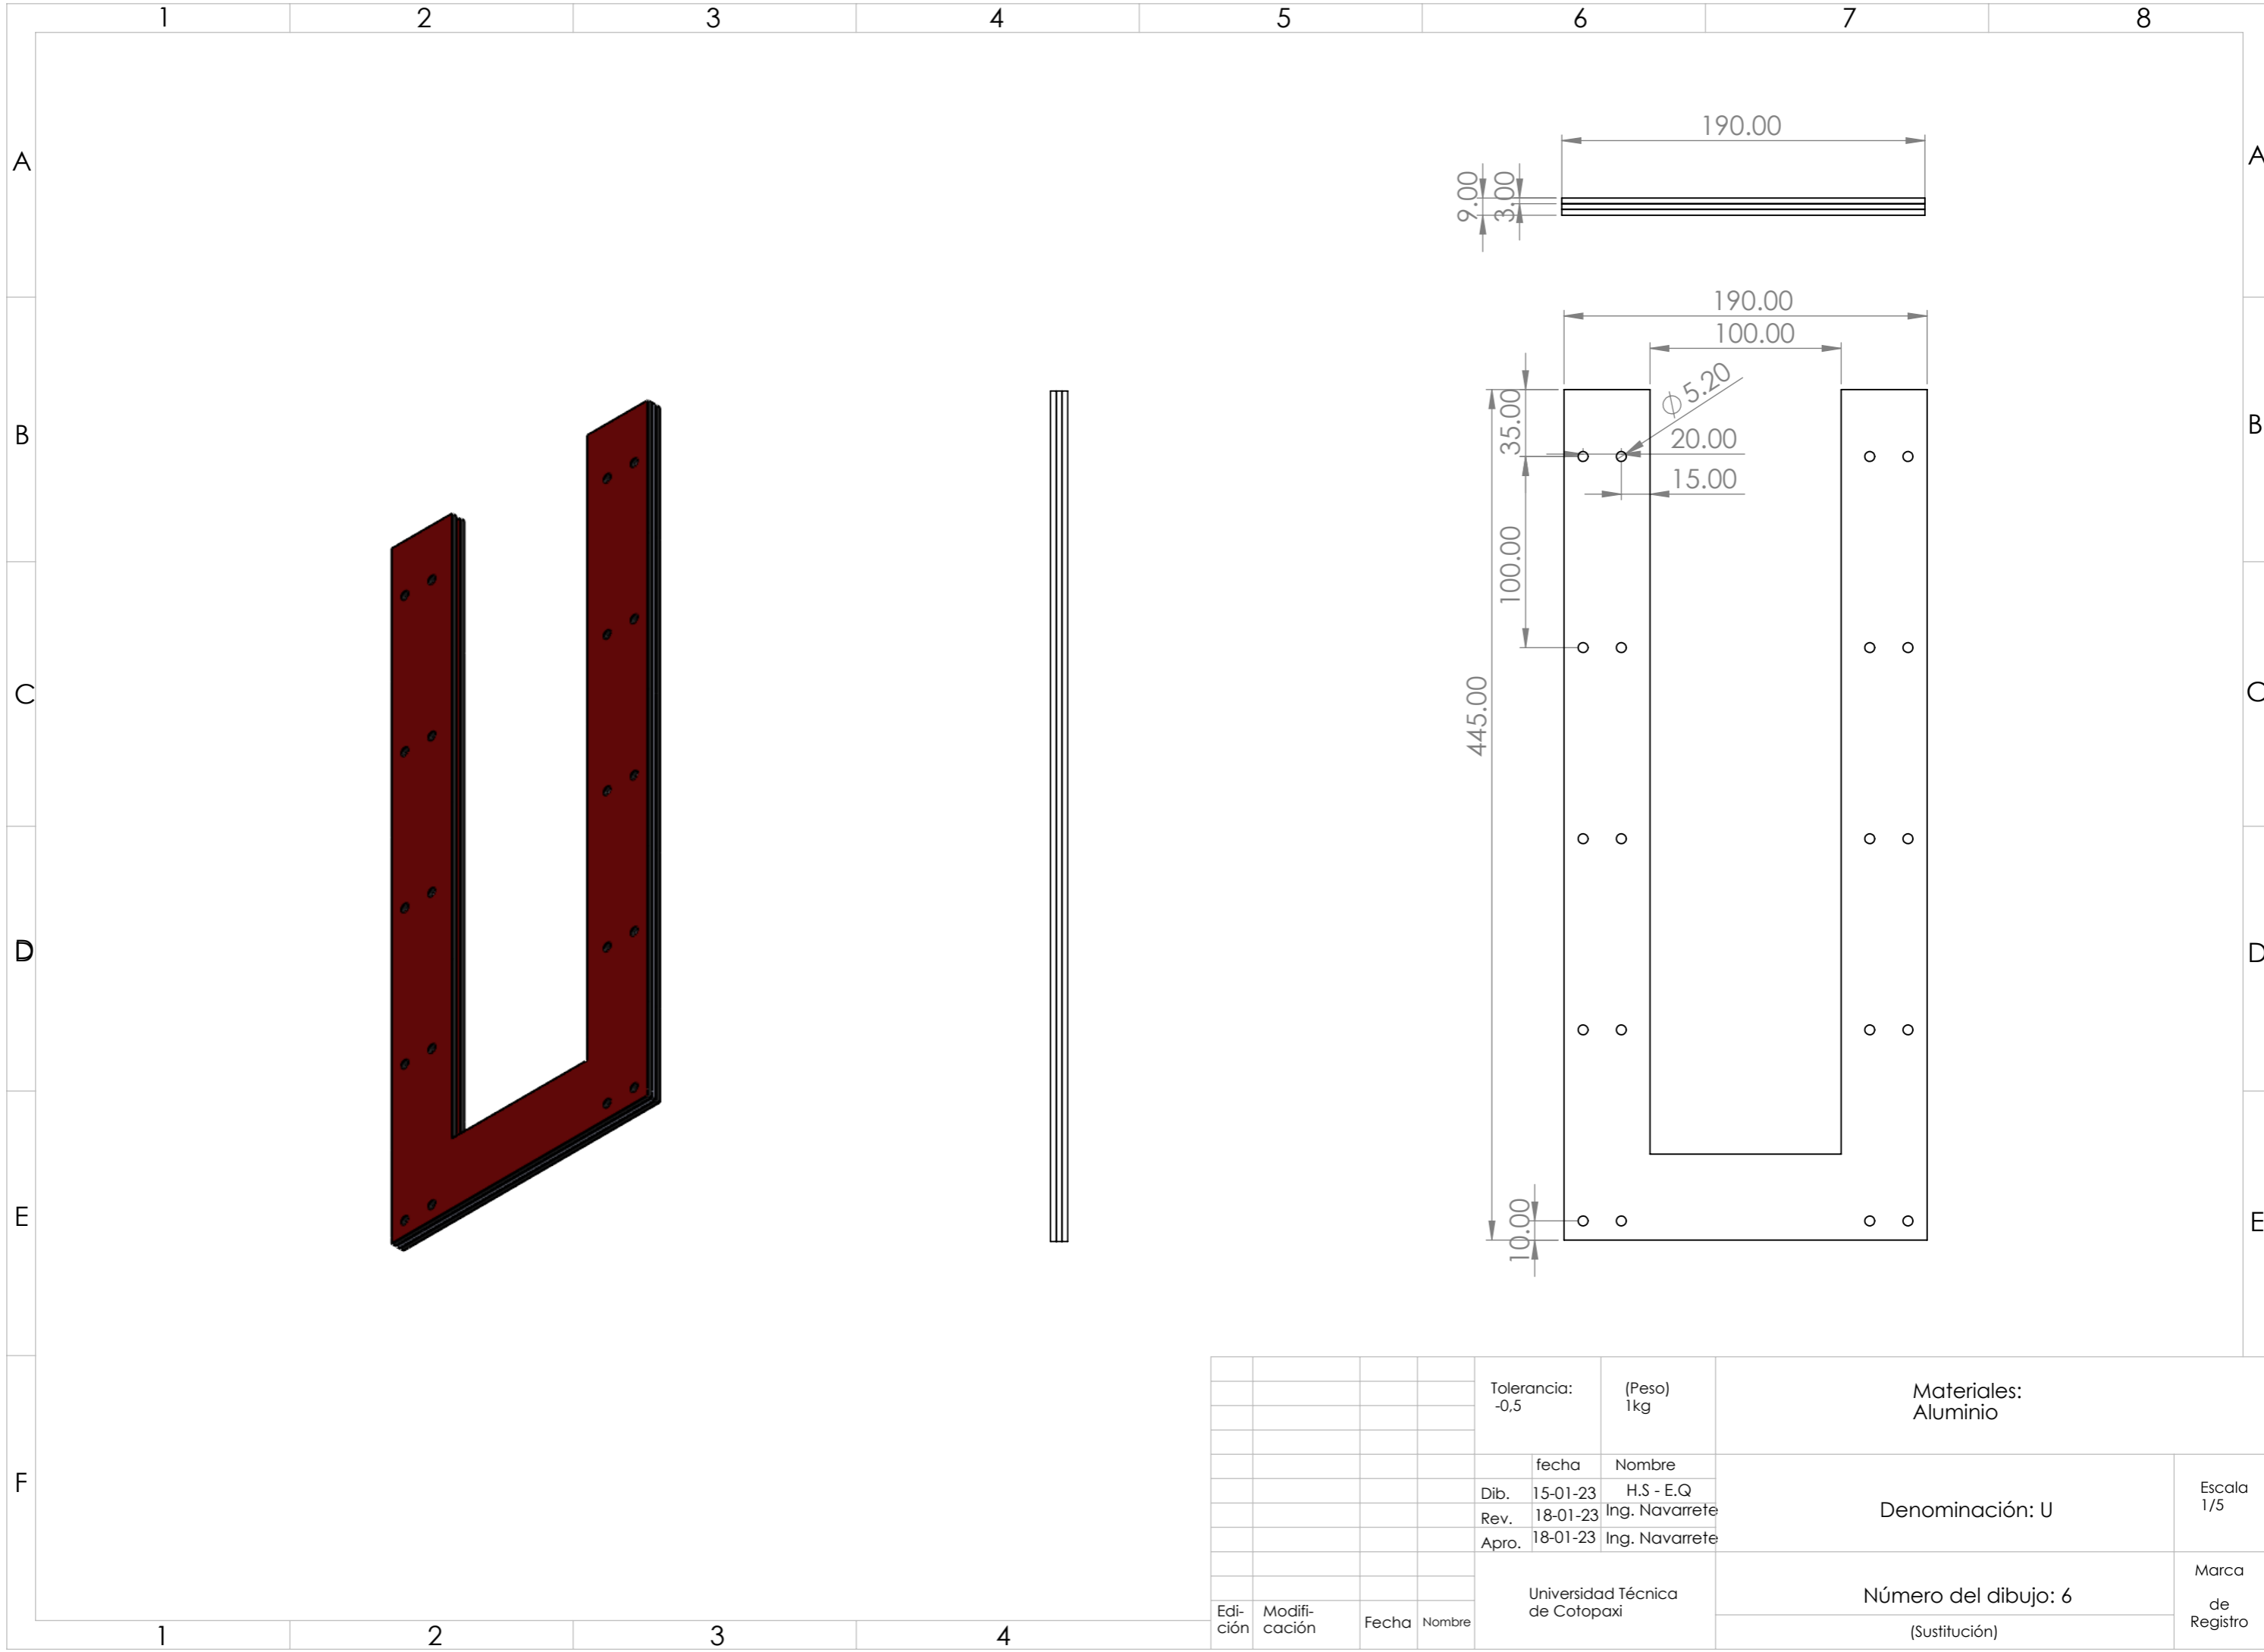 1 2 3 4 5 6 7 8
A A
190.00
9.00
3.00
190.00
100.00
B B
Ø 5.20
35.00
20.00
15.00
100.00
C C
445.00
D D
10.00
E E
F
Tolerancia:
-0,5
(Peso)
1kg
Materiales:
Aluminio
fecha Nombre
Dib. 15-01-23 H.S - E.Q
Rev. 18-01-23 Ing. Navarrete
Apro. 18-01-23 Ing. Navarrete
Denominación: U
Escala
1/5
Universidad Técnica
de Cotopaxi
Número del dibujo: 6
(Sustitución)
Marca
de
Registro
Edi-
ción
Modifi-
cación
Fecha Nombre
1 2 3 4